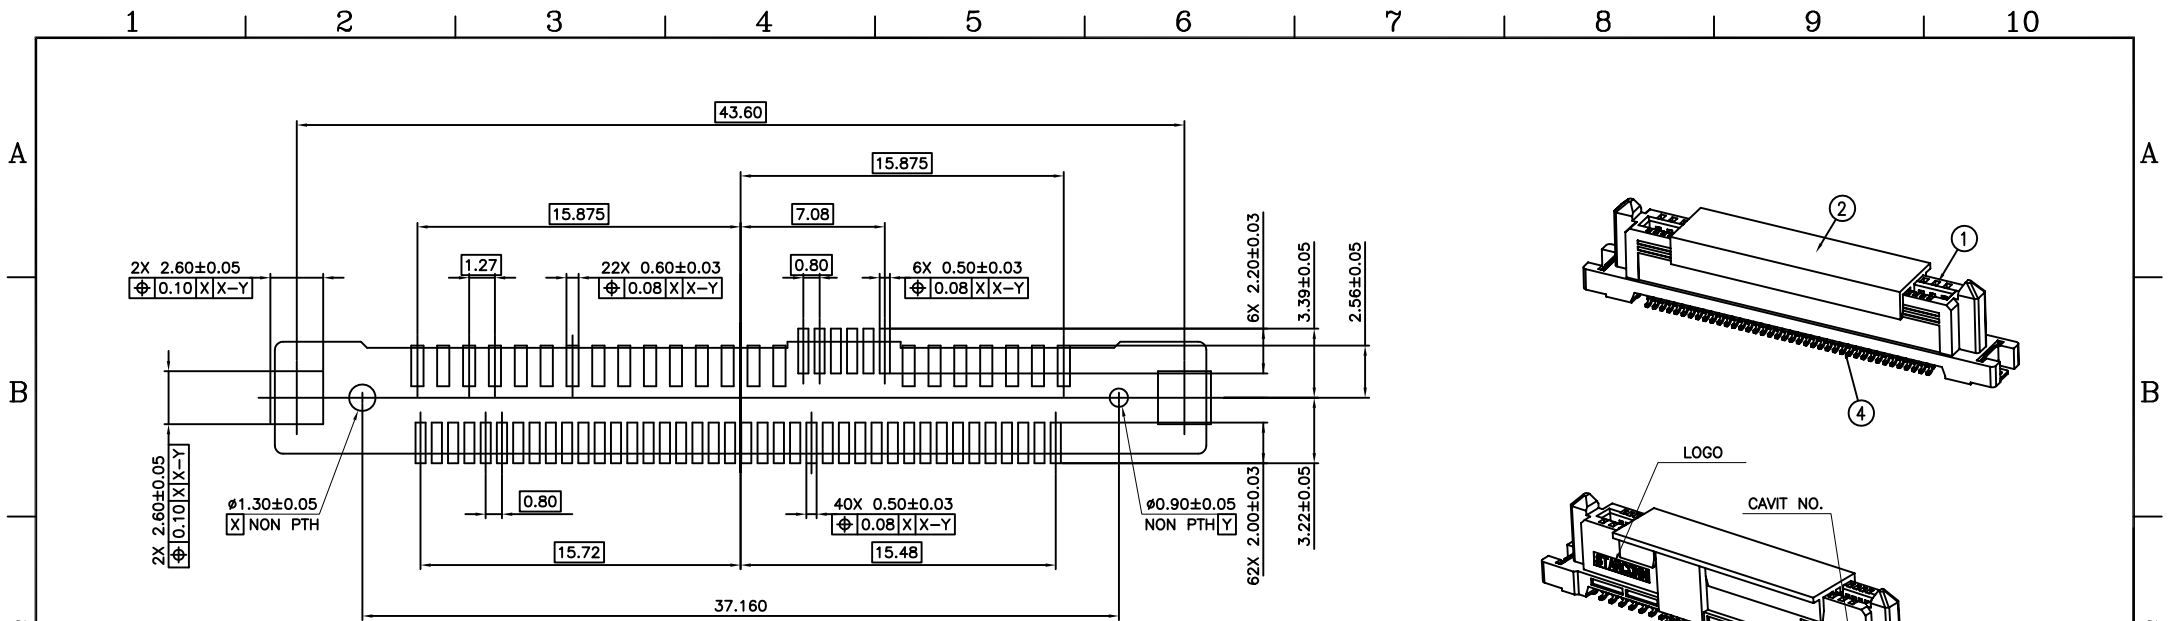 1 2 3 4 5 6 7 8 9 10
A A
43.60
15.875
15.875 7.08
2 1
2X 2.60±0.05 1.27 22X 0.60±0.03 0.80 6X 0.50±0.03
⌖ 0.10 X X–Y ⌖ 0.08 X X–Y ⌖ 0.08 X X–Y
6X 2.20±0.03
3.39±0.05
2.56±0.05
B B
4
2X 2.60±0.05
⌖ 0.10 X X–Y
ø1.30±0.05 0.80 40X 0.50±0.03 ø0.90±0.05
X NON PTH ⌖ 0.08 X X–Y NON PTH Y
62X 2.00±0.03
3.22±0.05
LOGO
CAVIT NO.
15.72 15.48
37.160